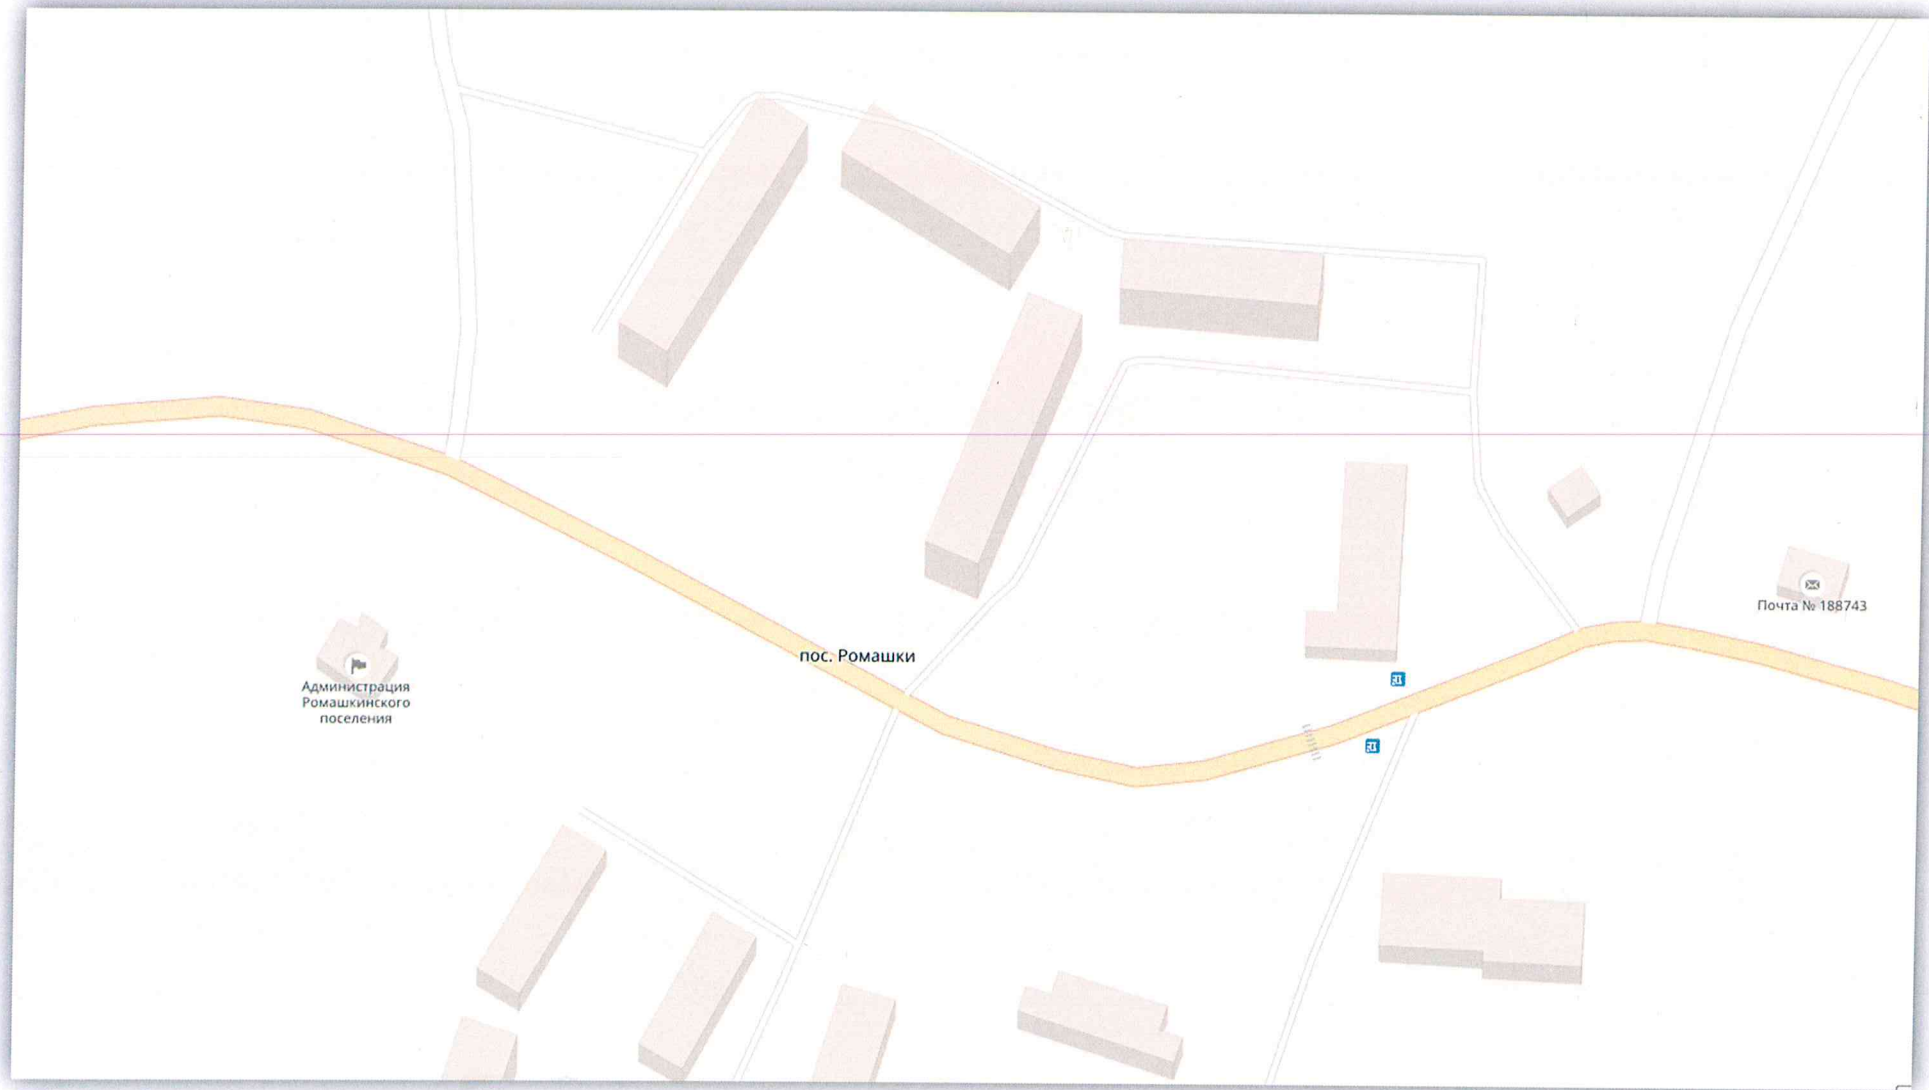 Почта № 188743
пос. Ромашки
Администрация
Ромашкинского
поселения